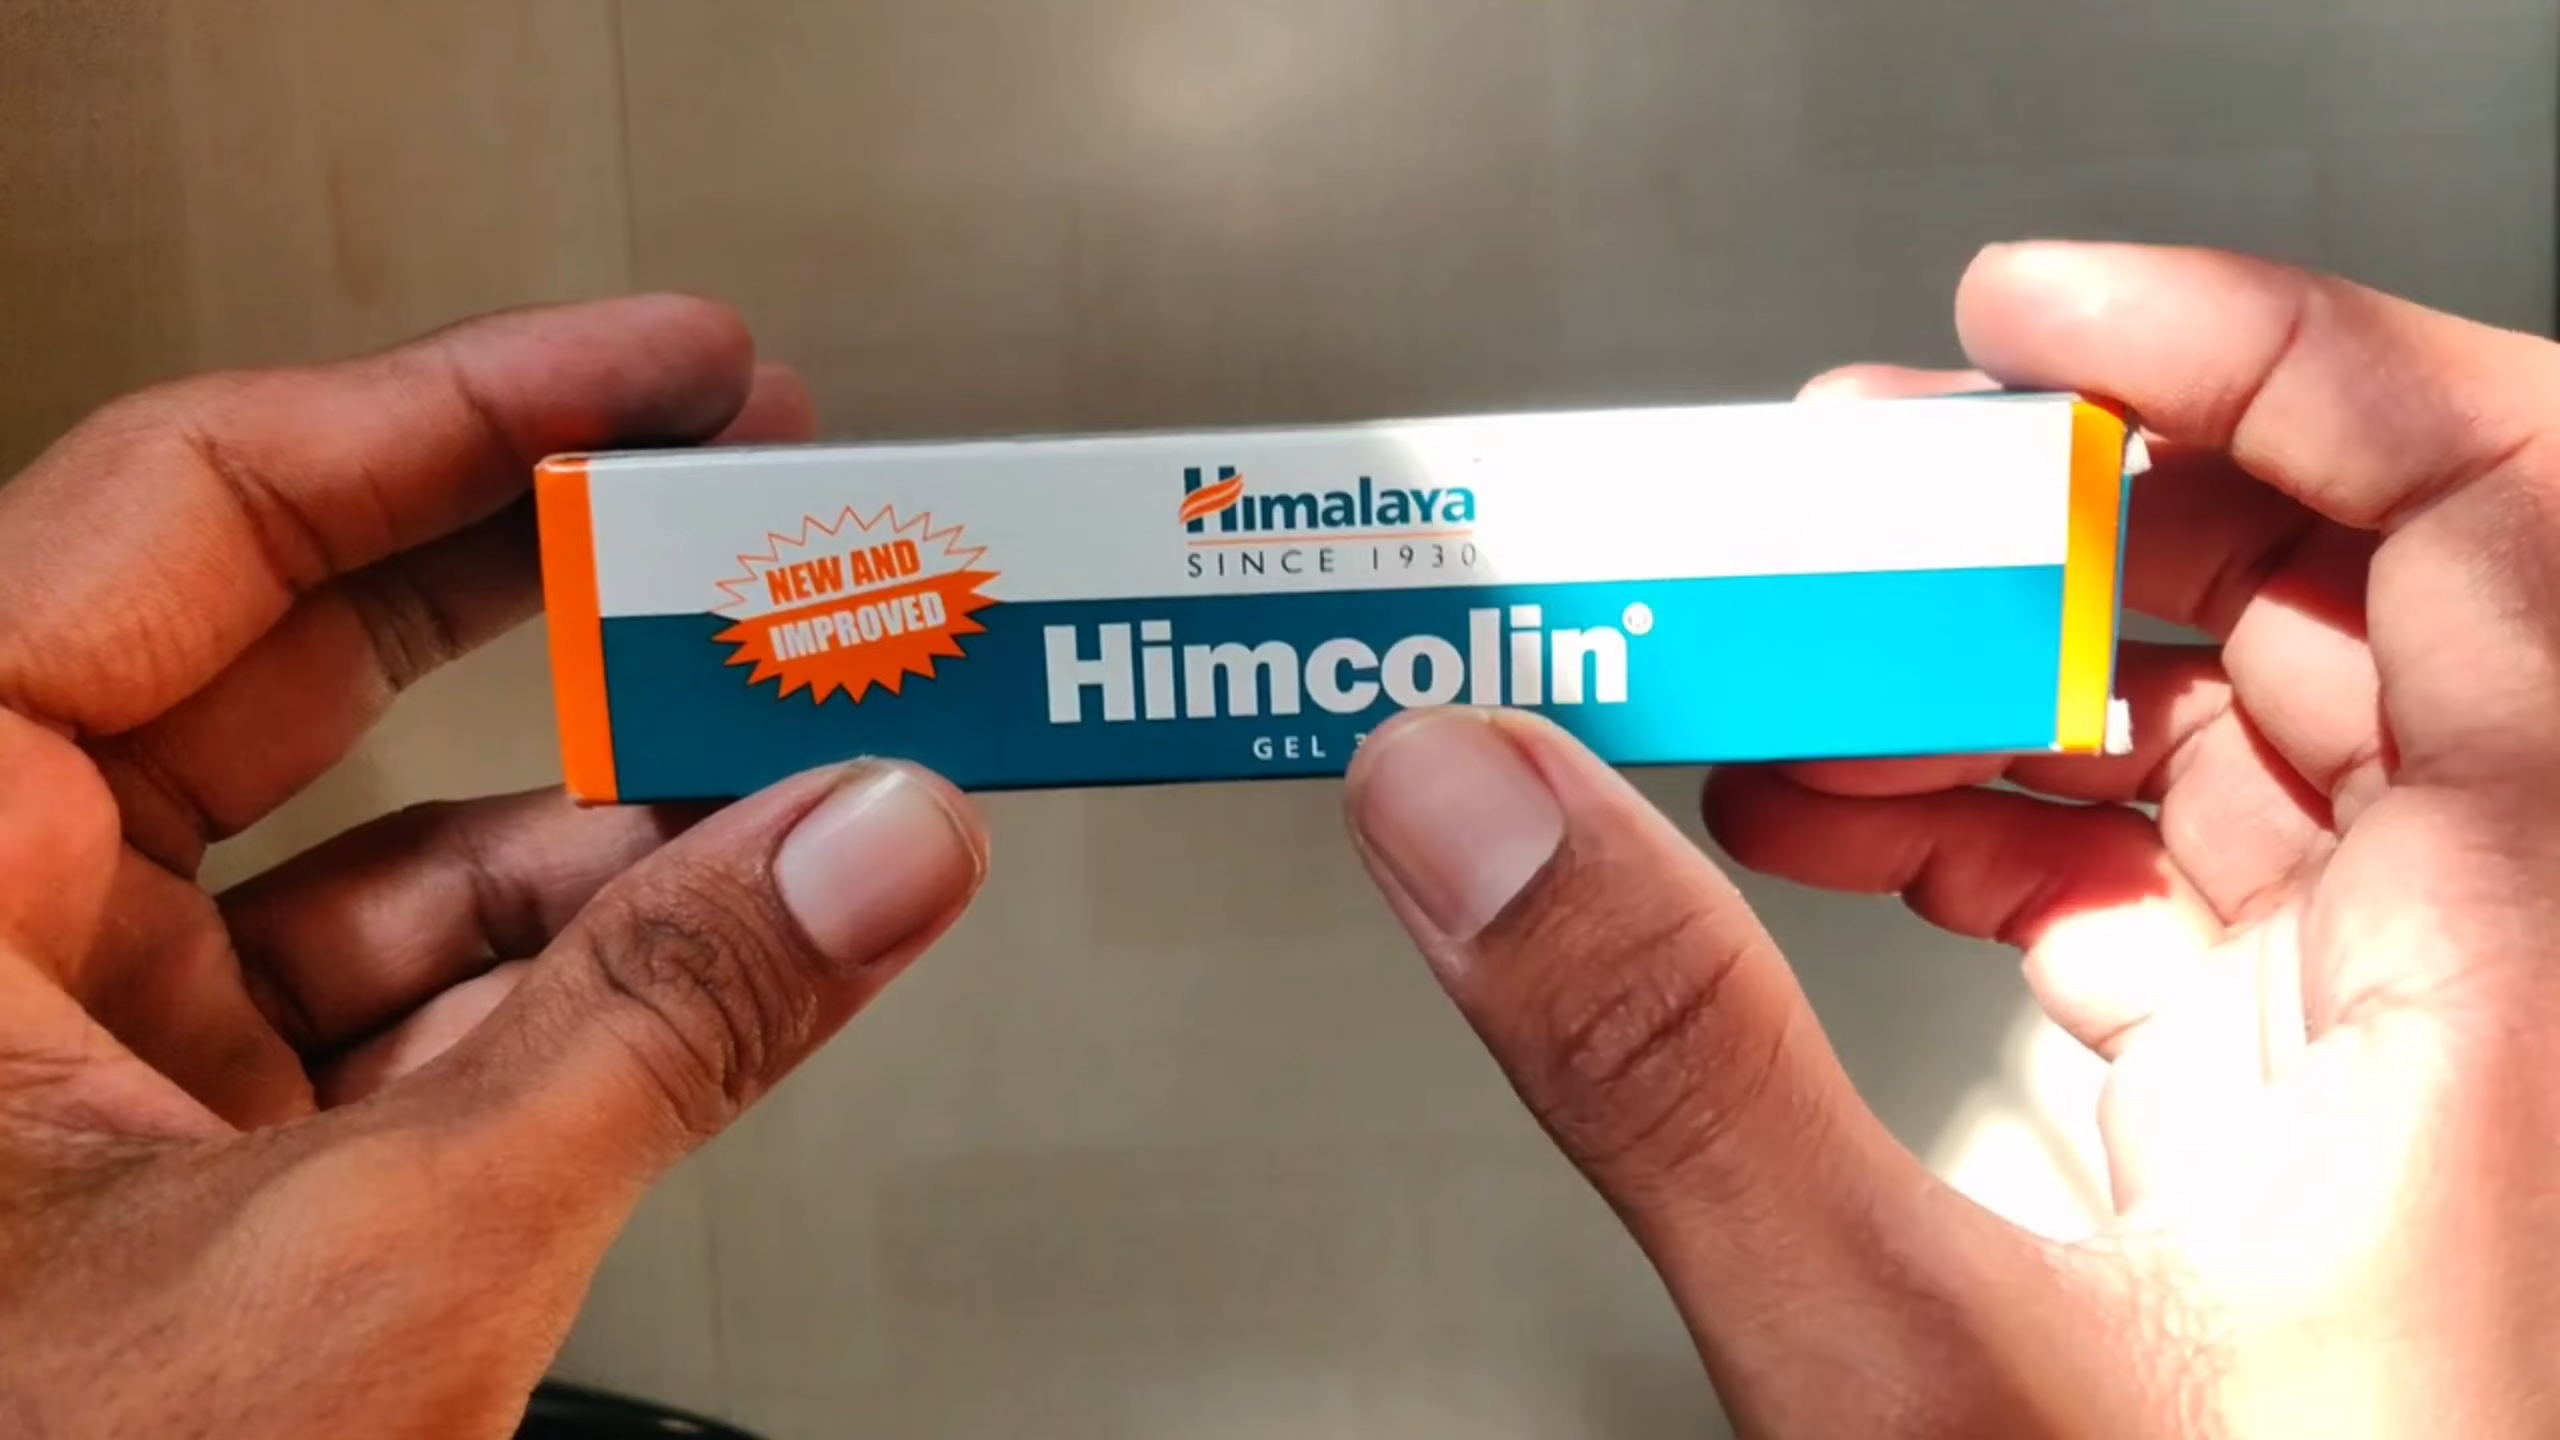 NEW AND
IMPROVED
Himalaya
SINCE 1930
Himcolin®
GEL